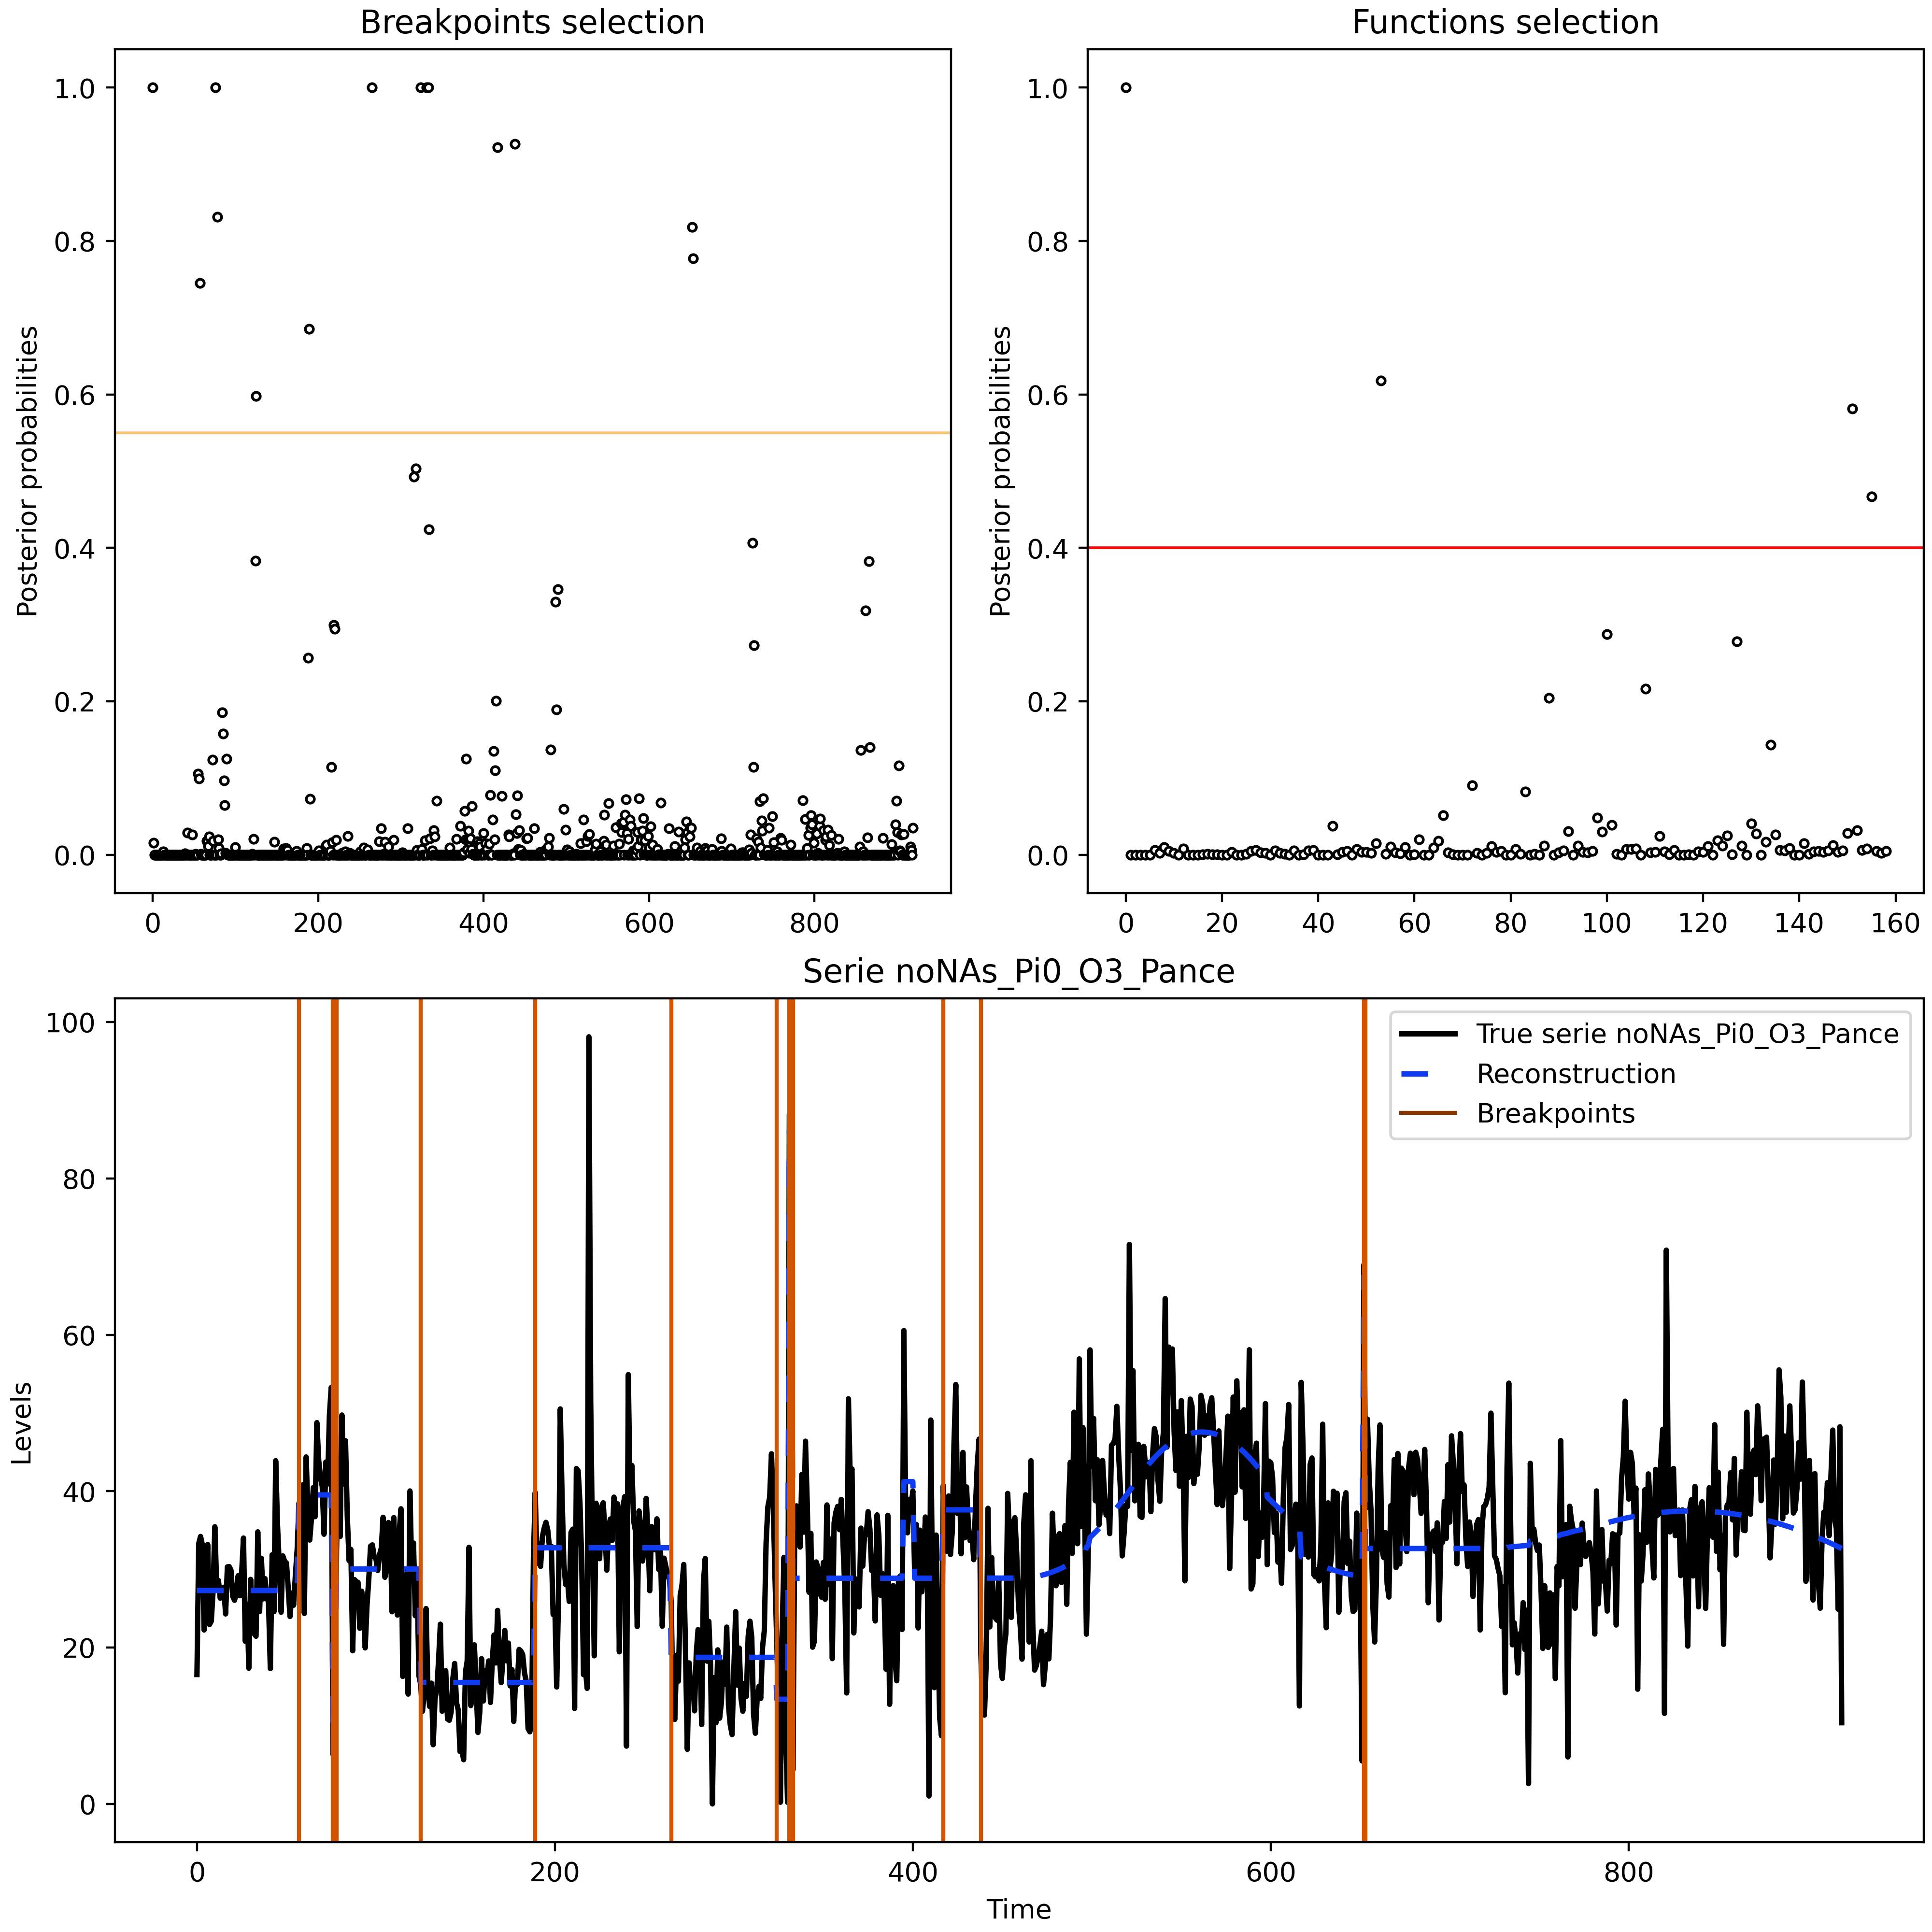 Breakpoints selection
Functions selection
Posterior probabilities
1.0
0.8
0.6
0.4
0.2
0.0
0 200 400 600 800
Posterior probabilities
1.0
0.8
0.6
0.4
0.2
0.0
0 20 40 60 80 100 120 140 160
Serie noNAs_Pi0_O3_Pance
Levels
100
80
60
40
20
0
True serie noNAs_Pi0_O3_Pance
Reconstruction
Breakpoints
0 200 400 600 800
Time